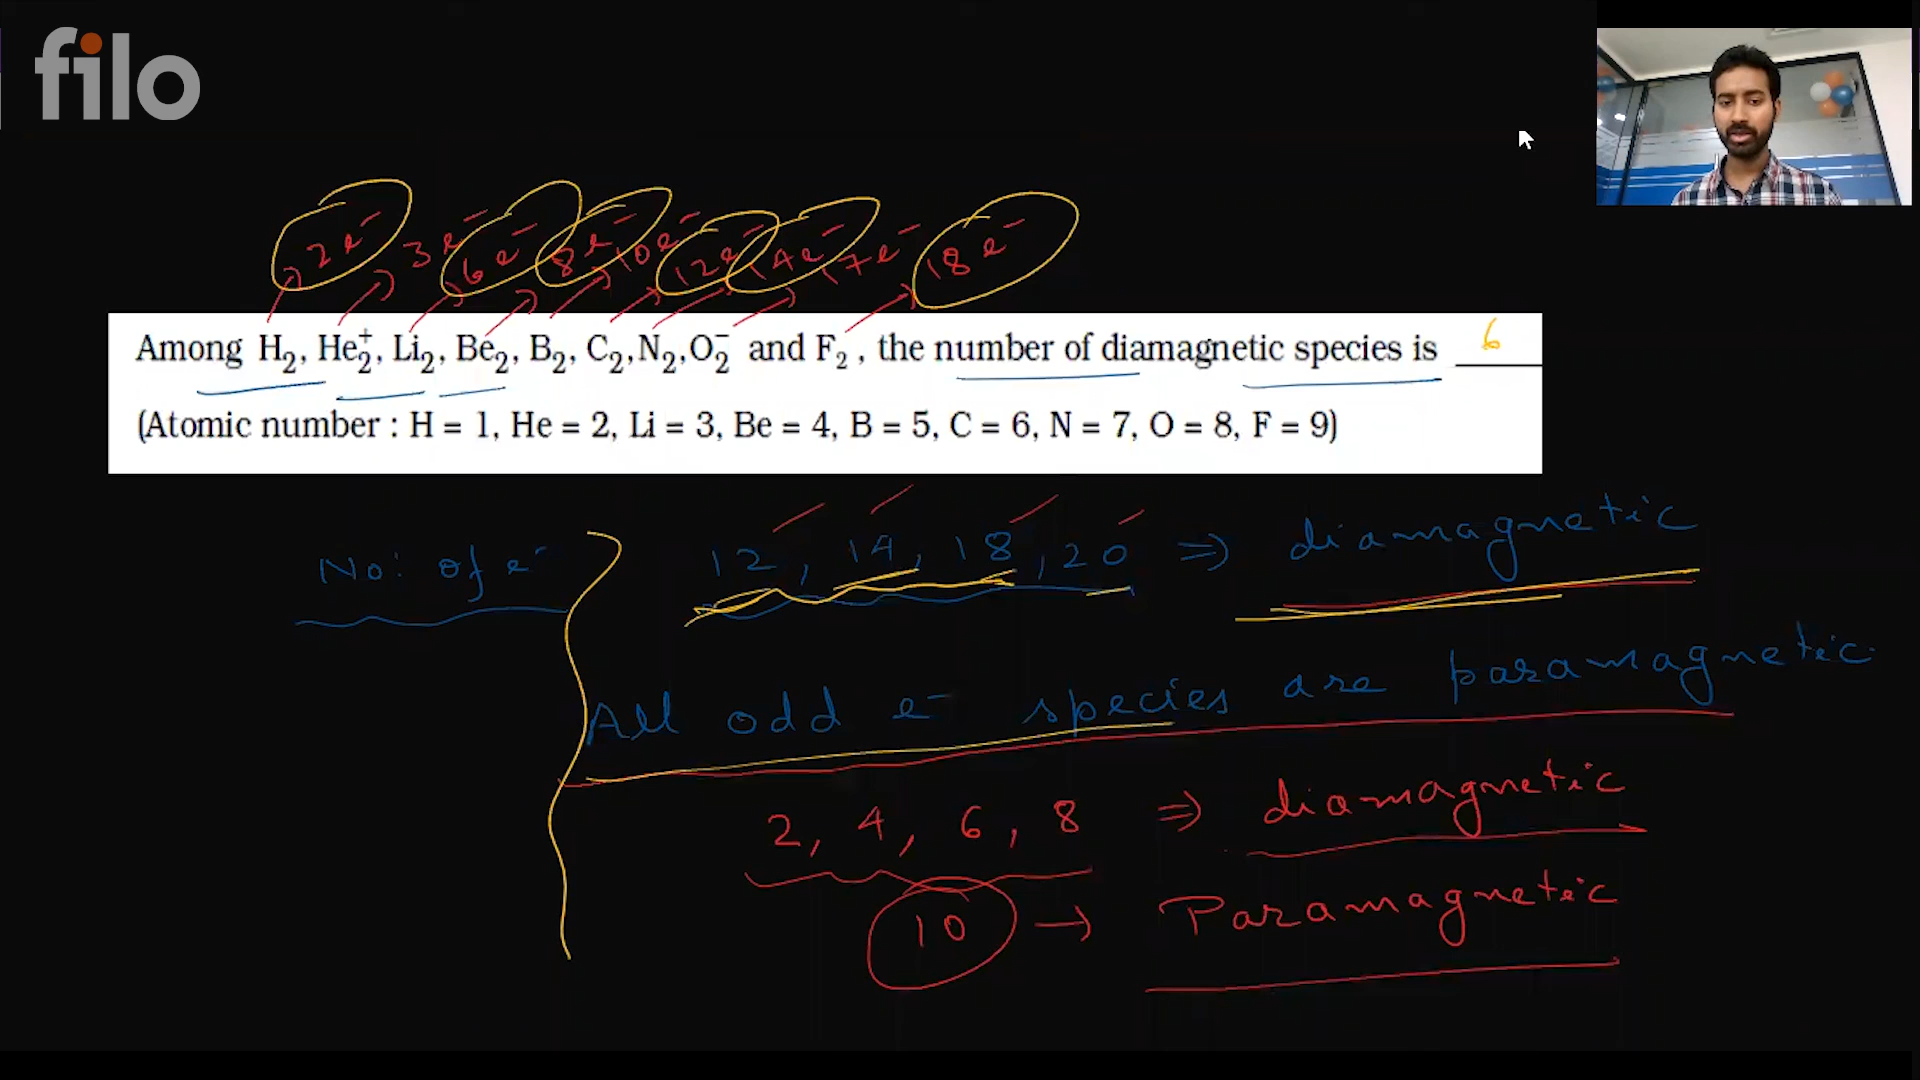 filo
2e⁻ 3e⁻ 6e⁻ 8e⁻ 10e⁻ 12e⁻ 14e⁻ 17e⁻ 18e⁻
Among H₂, He₂⁺, Li₂, Be₂, B₂, C₂, N₂, O₂⁻ and F₂, the number of diamagnetic species is 6
(Atomic number : H = 1, He = 2, Li = 3, Be = 4, B = 5, C = 6, N = 7, O = 8, F = 9)
No: of e⁻ 12, 14, 18, 20 ⇒ diamagnetic
All odd e⁻ species are paramagnetic
2, 4, 6, 8 ⇒ diamagnetic
10 → Paramagnetic